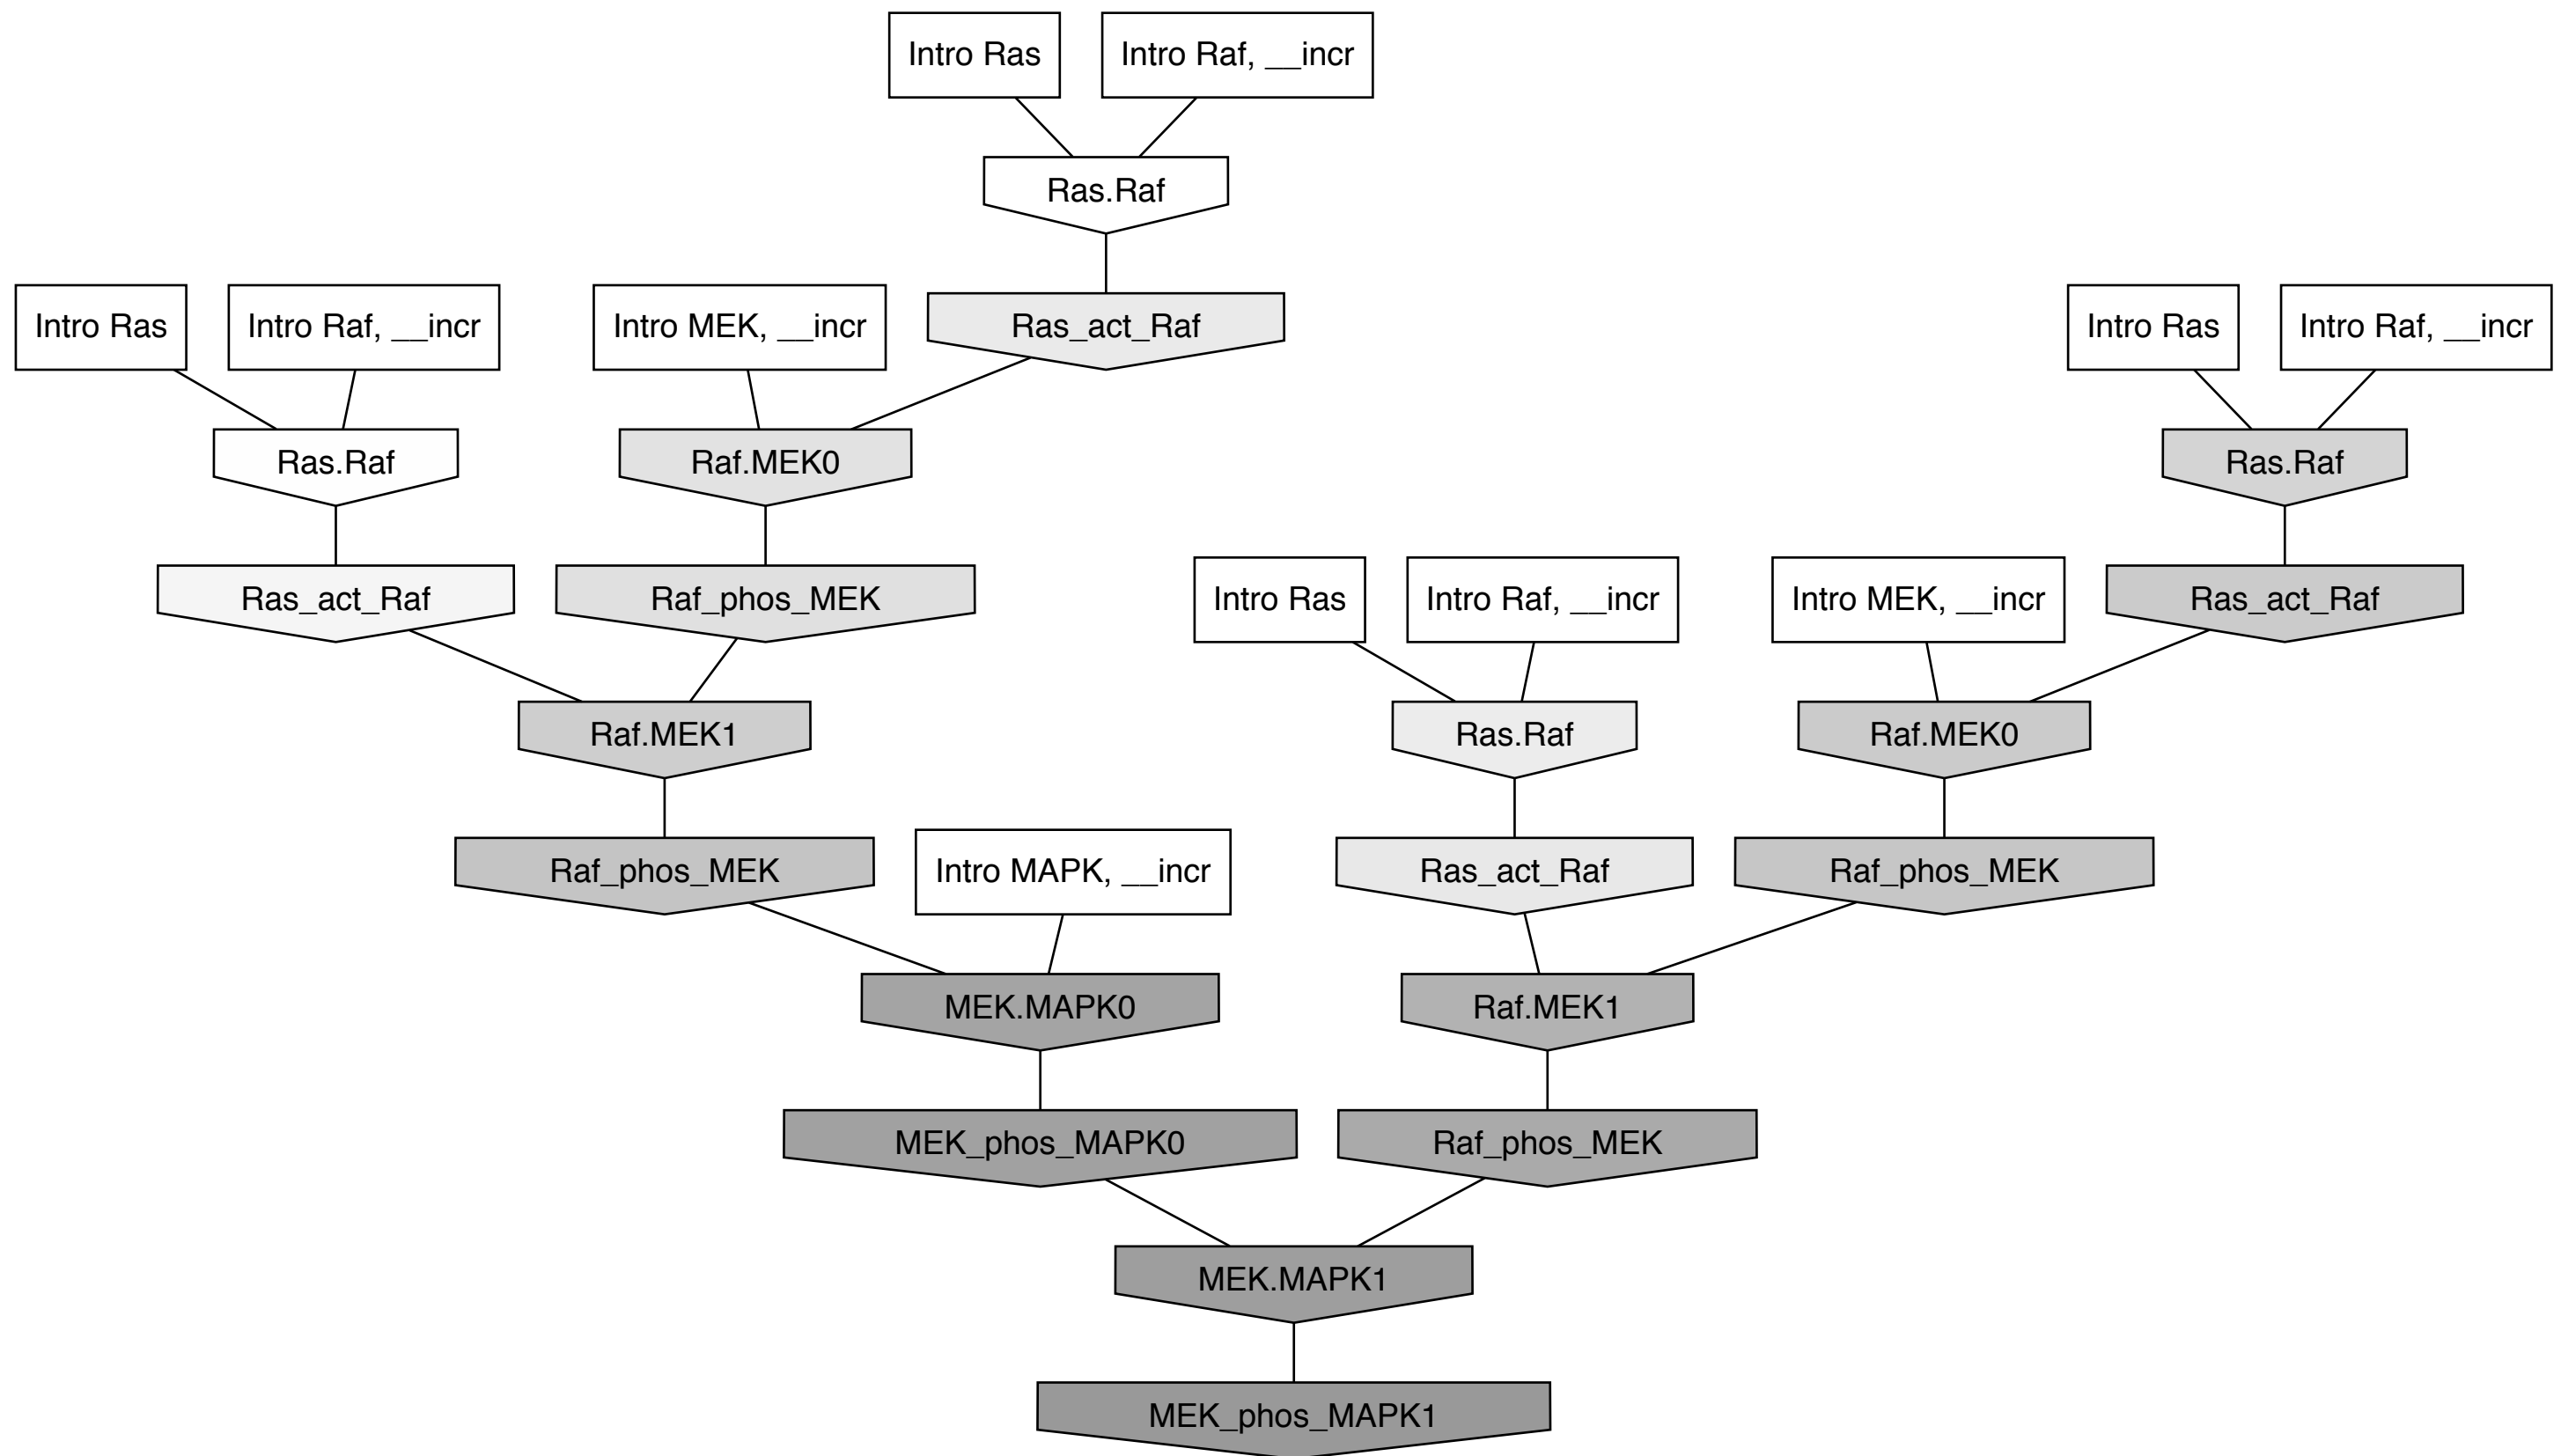 Intro Ras
Intro Raf, __incr
Ras.Raf
Intro Ras
Intro Raf, __incr
Intro MEK, __incr
Ras_act_Raf
Intro Ras
Intro Raf, __incr
Ras.Raf
Raf.MEK0
Ras.Raf
Ras_act_Raf
Raf_phos_MEK
Intro Ras
Intro Raf, __incr
Intro MEK, __incr
Ras_act_Raf
Raf.MEK1
Ras.Raf
Raf.MEK0
Raf_phos_MEK
Intro MAPK, __incr
Ras_act_Raf
Raf_phos_MEK
MEK.MAPK0
Raf.MEK1
MEK_phos_MAPK0
Raf_phos_MEK
MEK.MAPK1
MEK_phos_MAPK1